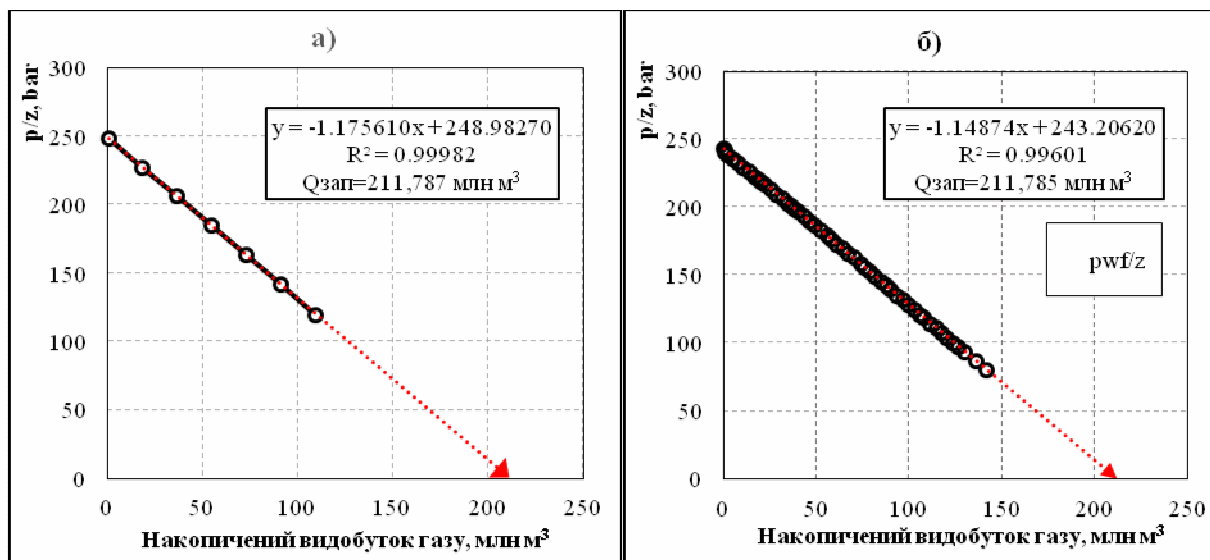 а)
p/z, bar
300
250
200
150
100
50
0
y = -1.175610x + 248.98270
R² = 0.99982
Qзап=211,787 млн м³
0 50 100 150 200 250
Накопичений видобуток газу, млн м³
б)
p/z, bar
300
250
200
150
100
50
0
y = -1.14874x + 243.20620
R² = 0.99601
Qзап=211,785 млн м³
pwf/z
0 50 100 150 200 250
Накопичений видобуток газу, млн м³